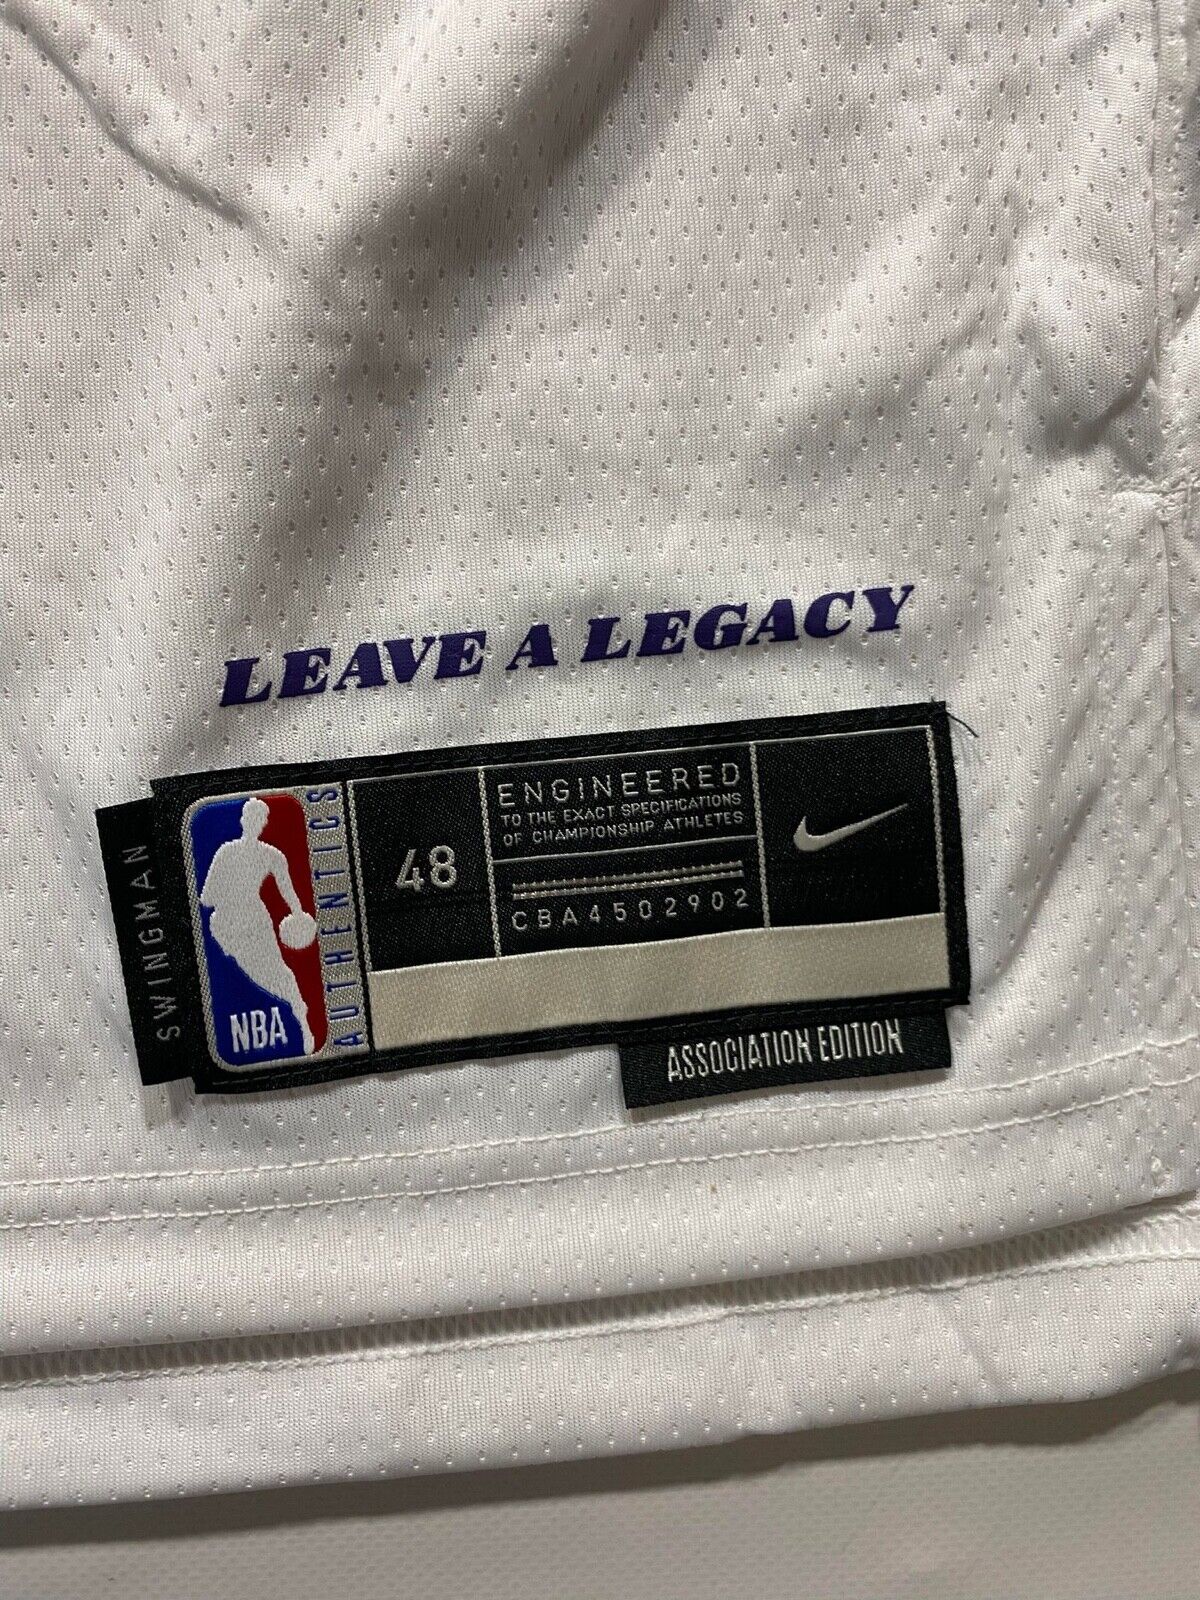 LEAVE A LEGACY
SWINGMAN
NBA
AUTHENTICS
48
ENGINEERED
TO THE EXACT SPECIFICATIONS
OF CHAMPIONSHIP ATHLETES
CBA4502902
ASSOCIATION EDITION